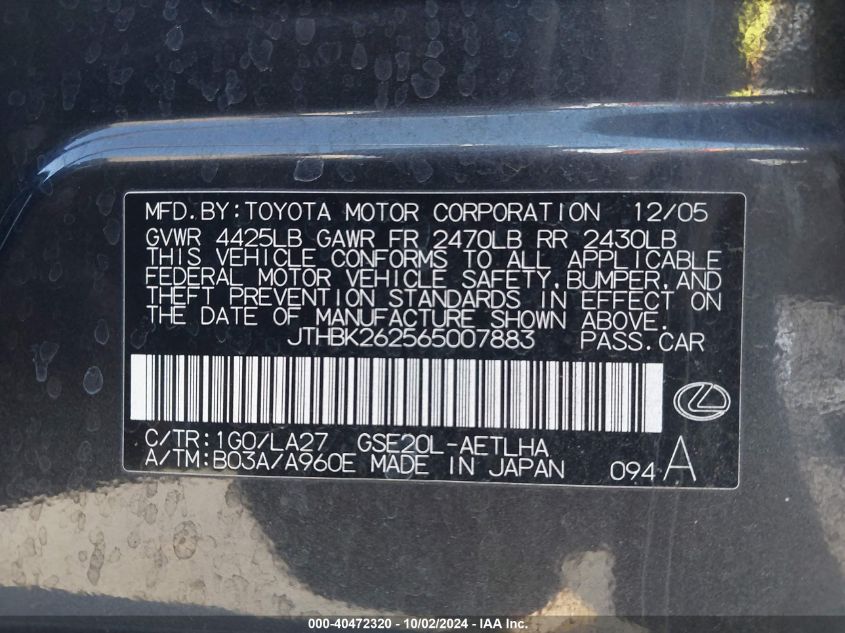 MFD.BY:TOYOTA MOTOR CORPORATION 12/05
GVWR 4425LB GAWR FR 2470LB RR 2430LB
THIS VEHICLE CONFORMS TO ALL APPLICABLE
FEDERAL MOTOR VEHICLE SAFETY,BUMPER,AND
THEFT PREVENTION STANDARDS IN EFFECT ON
THE DATE OF MANUFACTURE SHOWN ABOVE.
JTHBK262565007883 PASS.CAR
C/TR:1G0/LA27 GSE20L-AETLHA
A/TM:B03A/A960E MADE IN JAPAN 094 A
000-40472320 - 10/02/2024 - IAA Inc.